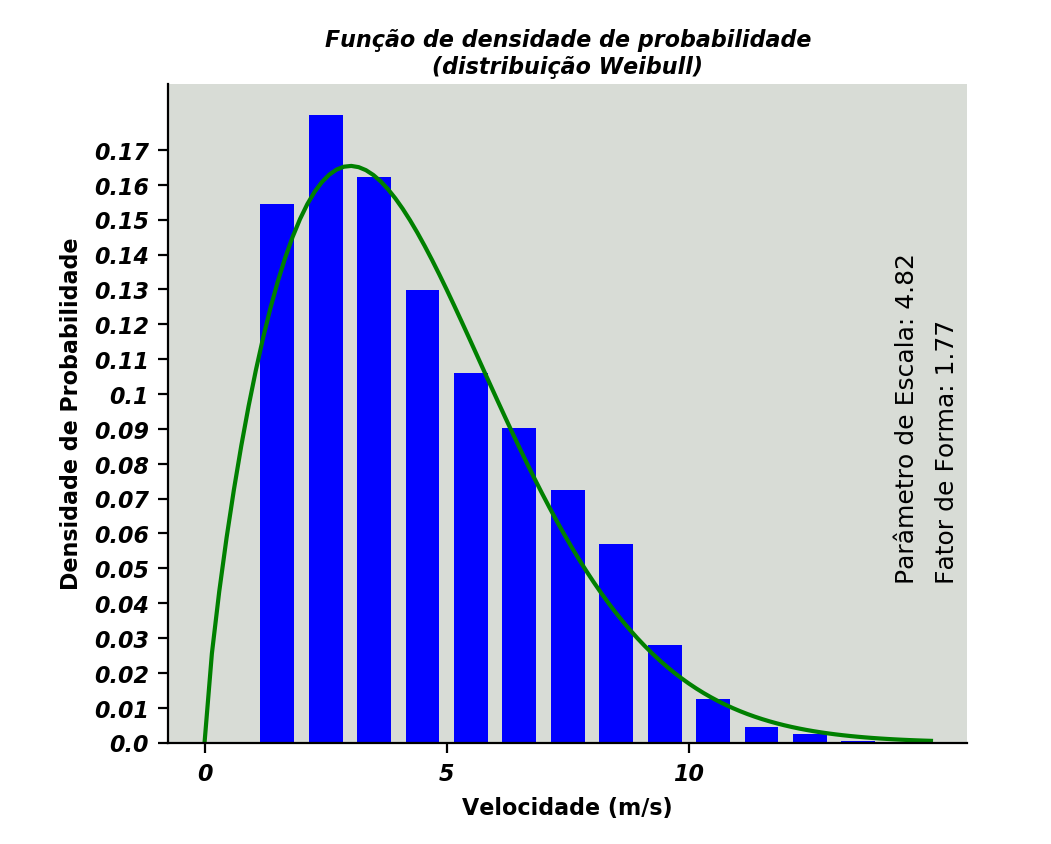 Função de densidade de probabilidade
(distribuição Weibull)
Densidade de Probabilidade
0.17
0.16
0.15
0.14
0.13
0.12
0.11
0.1
0.09
0.08
0.07
0.06
0.05
0.04
0.03
0.02
0.01
0.0
Parâmetro de Escala: 4.82
Fator de Forma: 1.77
0 5 10
Velocidade (m/s)